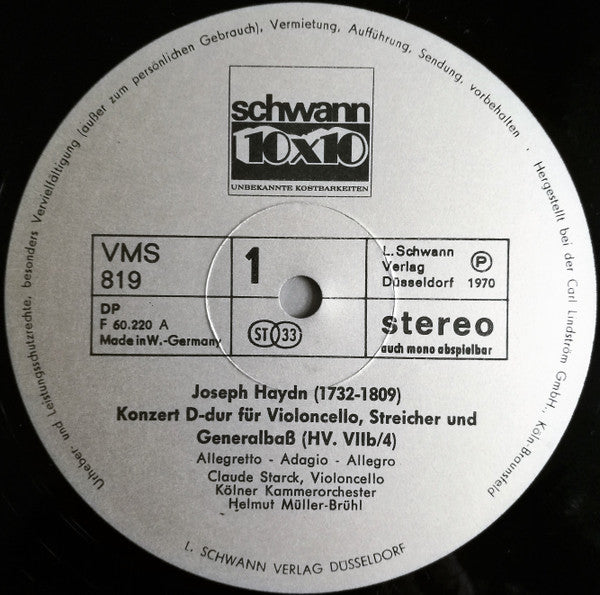 Urheber- und Leistungsschutzrechte, besonders Vervielfältigung (außer zum persönlichen Gebrauch), Vermietung, Aufführung, Sendung, vorbehalten · Hergestellt bei der Carl Lindström GmbH., Köln-Braunsfeld
schwann
10x10
UNBEKANNTE KOSTBARKEITEN
VMS
819
DP
F 60.220 A
Made in W.-Germany
1
ST 33
L. Schwann
Verlag Ⓟ
Düsseldorf 1970
stereo
auch mono abspielbar
Joseph Haydn (1732-1809)
Konzert D-dur für Violoncello, Streicher und
Generalbaß (HV. VIIb/4)
Allegretto - Adagio - Allegro
Claude Starck, Violoncello
Kölner Kammerorchester
Helmut Müller-Brühl
L. SCHWANN VERLAG DÜSSELDORF